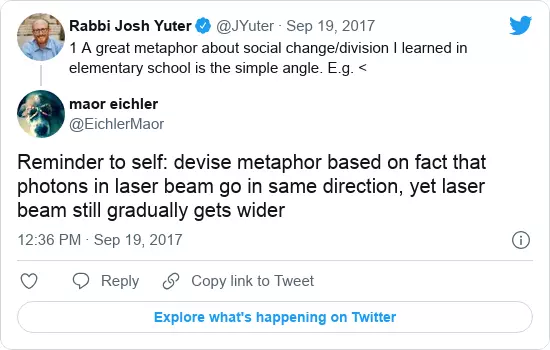 Rabbi Josh Yuter @JYuter · Sep 19, 2017
1 A great metaphor about social change/division I learned in
elementary school is the simple angle. E.g. <
maor eichler
@EichlerMaor
Reminder to self: devise metaphor based on fact that
photons in laser beam go in same direction, yet laser
beam still gradually gets wider
12:36 PM · Sep 19, 2017
Reply Copy link to Tweet
Explore what's happening on Twitter